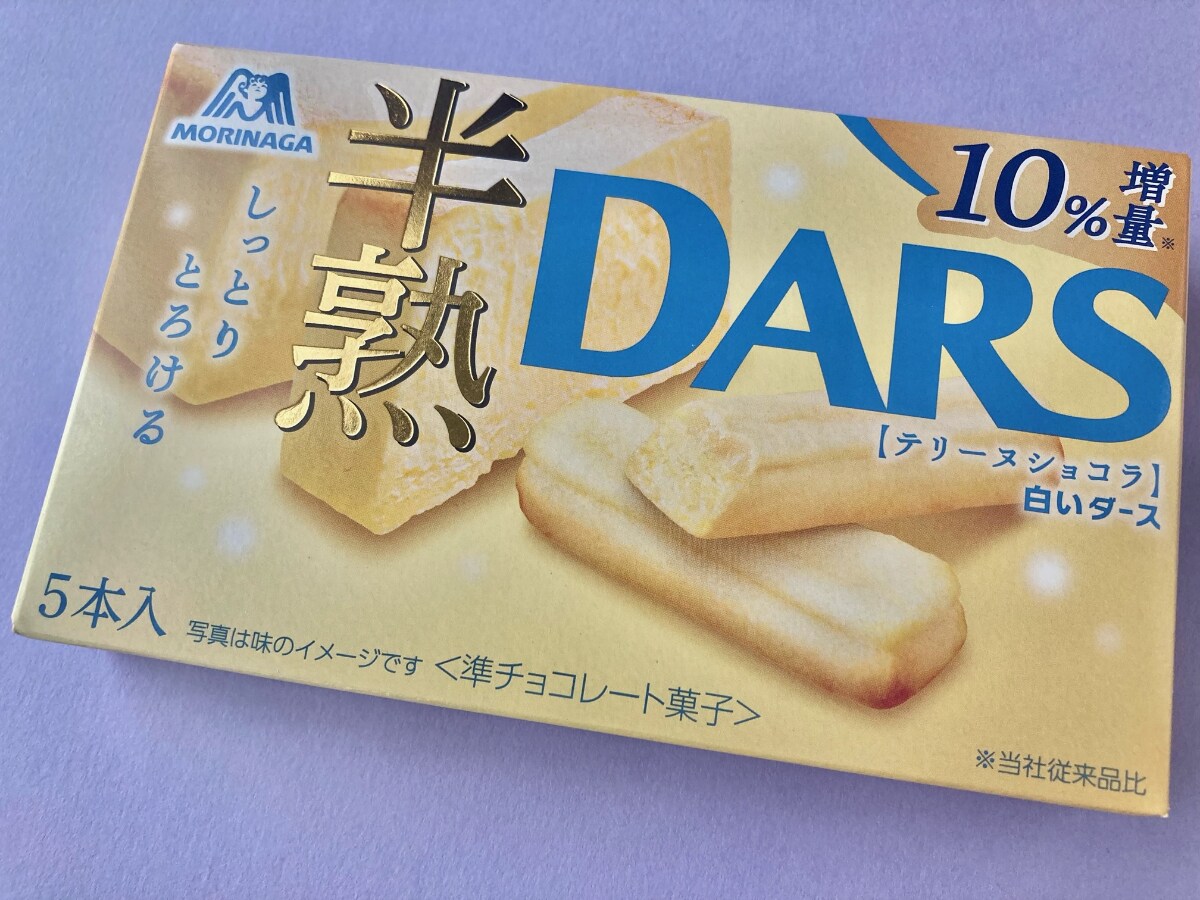 MORINAGA
半熟
DARS
10%増量※
しっとり
とろける
【テリーヌショコラ】
白いダース
5本入
写真は味のイメージです
<準チョコレート菓子>
※当社従来品比